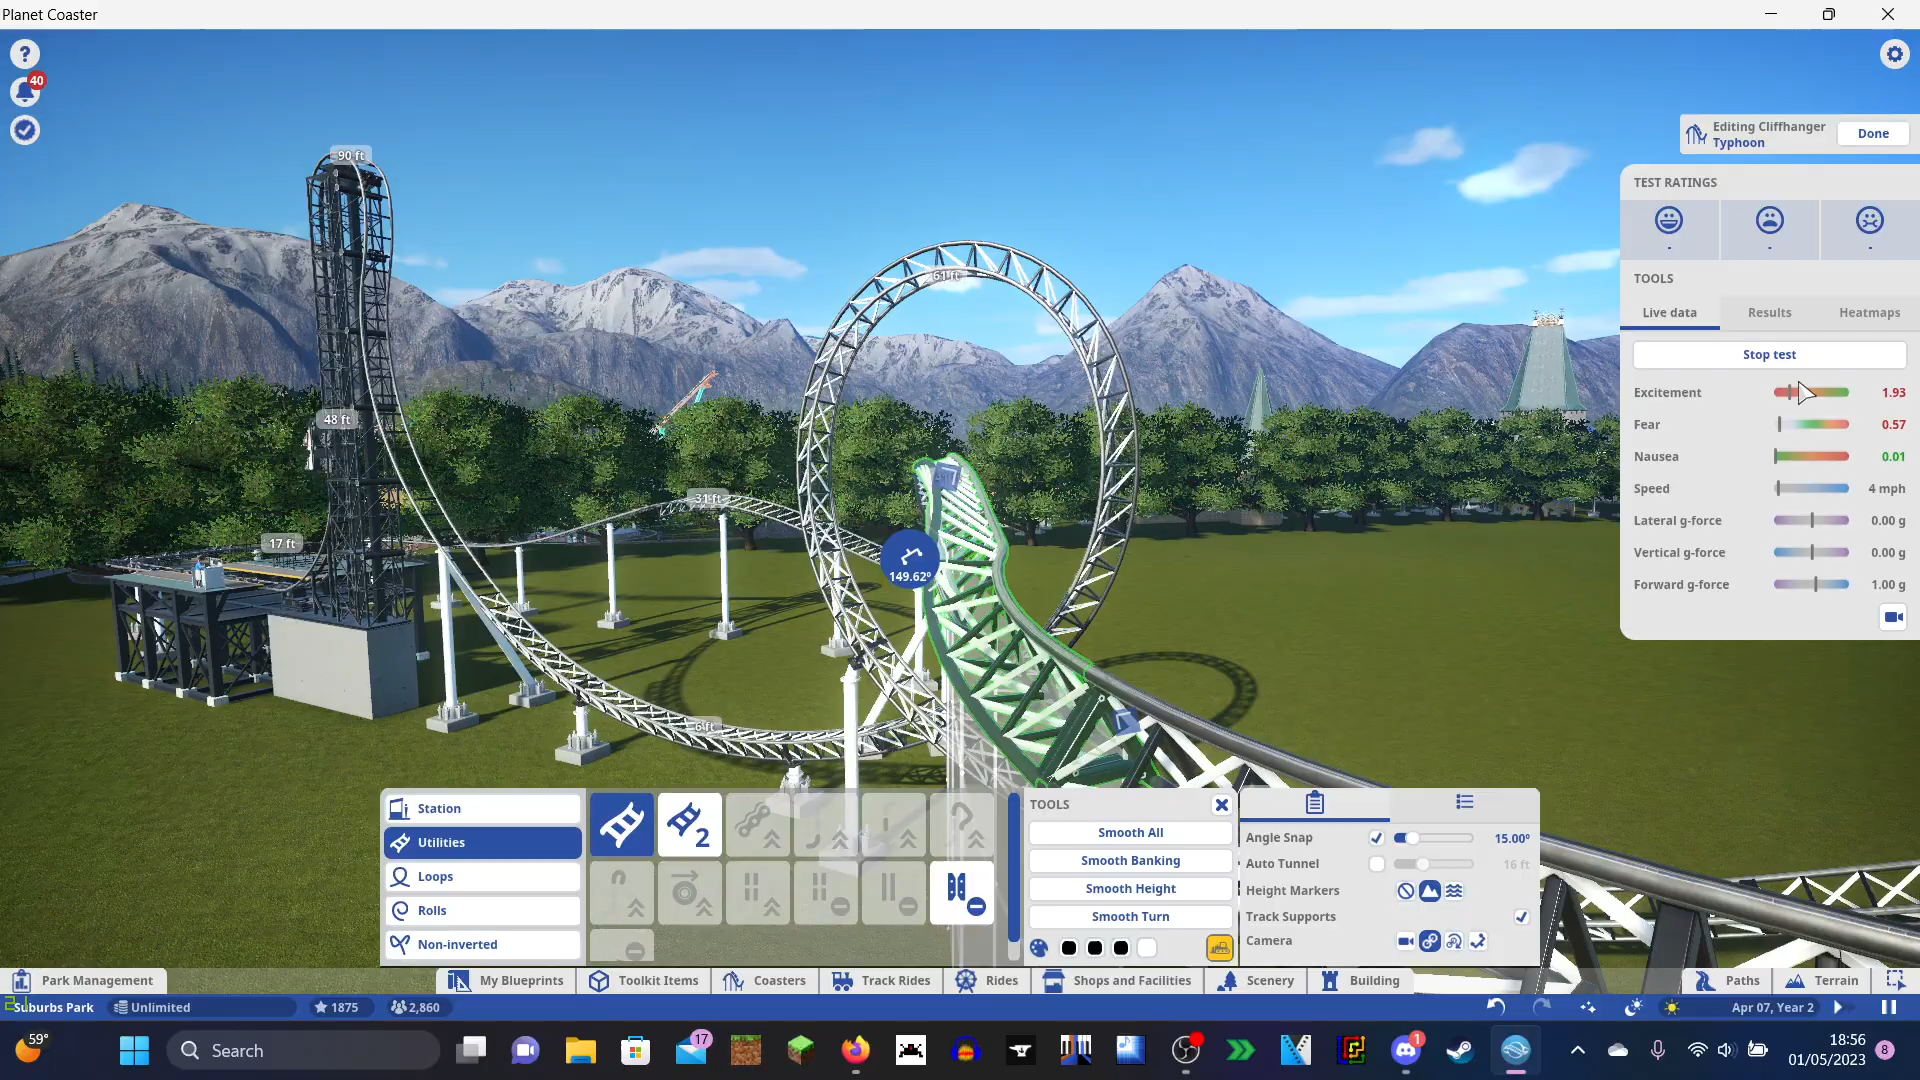 Planet Coaster
?
40
Editing Cliffhanger
Typhoon
Done
TEST RATINGS
- - -
TOOLS
Live data Results Heatmaps
Stop test
Excitement 1.93
Fear 0.57
Nausea 0.01
Speed 4 mph
Lateral g-force 0.00 g
Vertical g-force 0.00 g
Forward g-force 1.00 g
90 ft
61 ft
48 ft
31 ft
17 ft
6 ft
149.62°
Station
Utilities
Loops
Rolls
Non-inverted
2
TOOLS
Smooth All
Smooth Banking
Smooth Height
Smooth Turn
Angle Snap 15.00°
Auto Tunnel 16 ft
Height Markers
Track Supports
Camera
Park Management My Blueprints Toolkit Items Coasters Track Rides Rides Shops and Facilities Scenery Building Paths Terrain
Suburbs Park Unlimited 1875 2,860 Apr 07, Year 2
59°
Search
17
1
18:56
01/05/2023
8